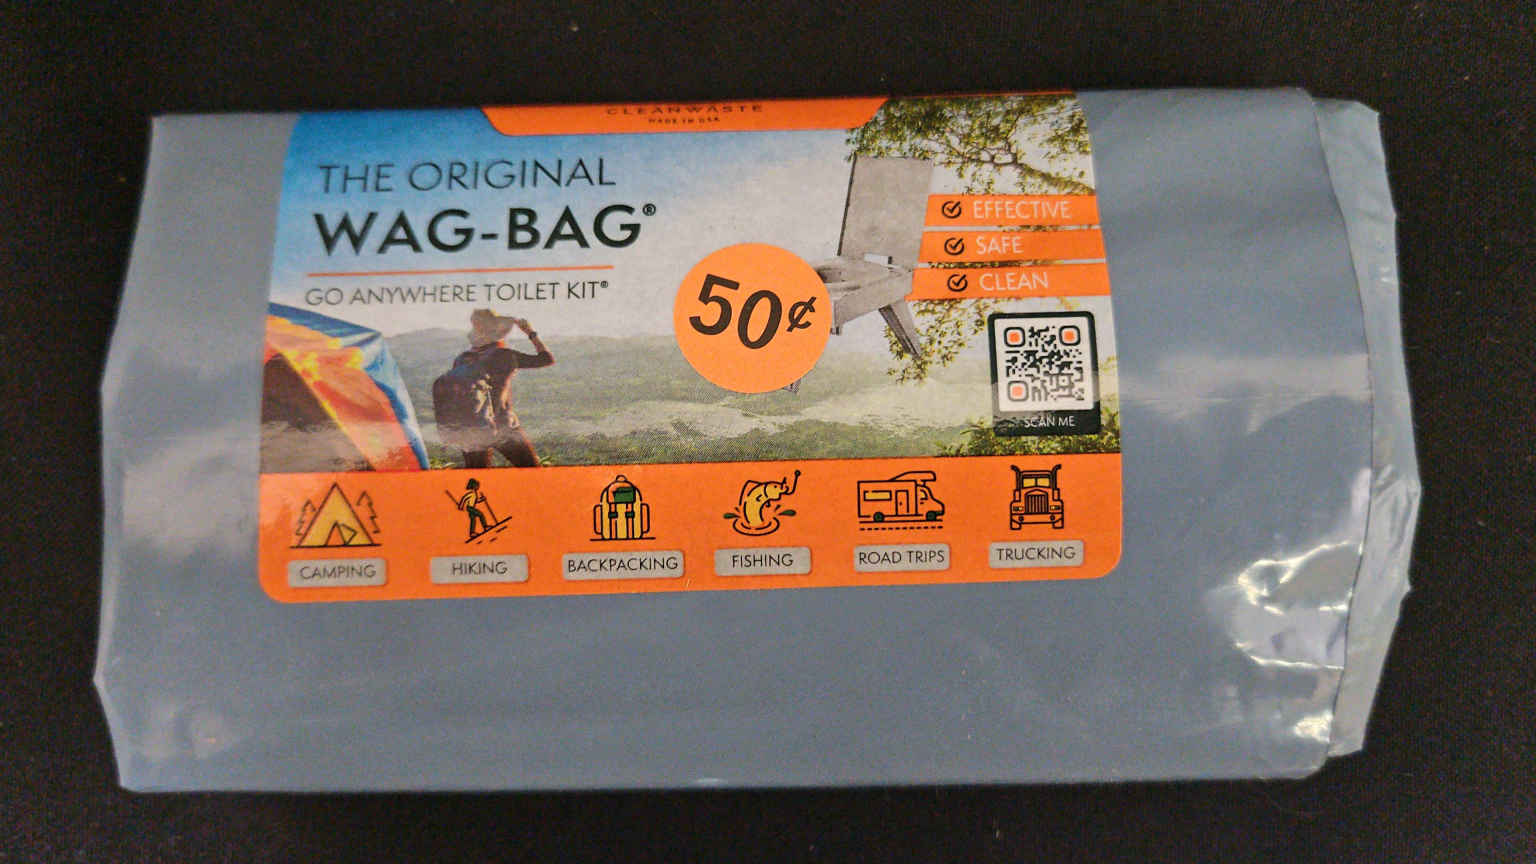 CLEANWASTE
MADE IN USA
THE ORIGINAL
WAG-BAG®
GO ANYWHERE TOILET KIT®
50¢
EFFECTIVE
SAFE
CLEAN
SCAN ME
CAMPING
HIKING
BACKPACKING
FISHING
ROAD TRIPS
TRUCKING